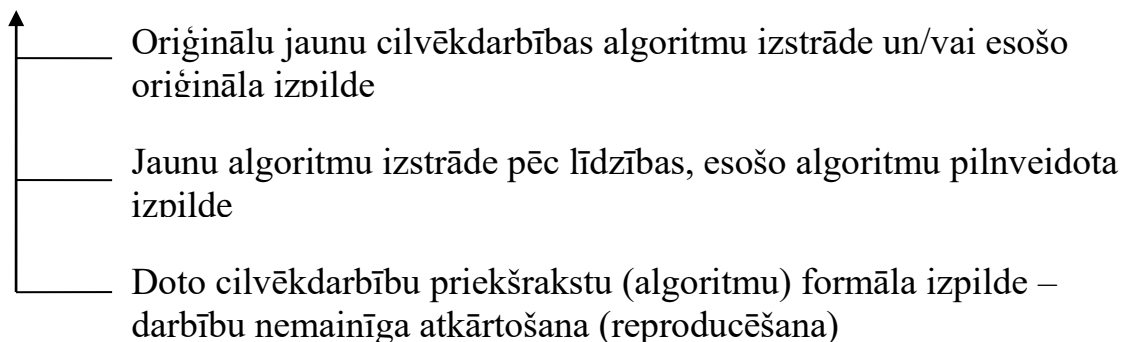 Oriģinālu jaunu cilvēkdarbības algoritmu izstrāde un/vai esošo
oriģināla izpilde
Jaunu algoritmu izstrāde pēc līdzības, esošo algoritmu pilnveidota
izpilde
Doto cilvēkdarbību priekšrakstu (algoritmu) formāla izpilde –
darbību nemainīga atkārtošana (reproducēšana)